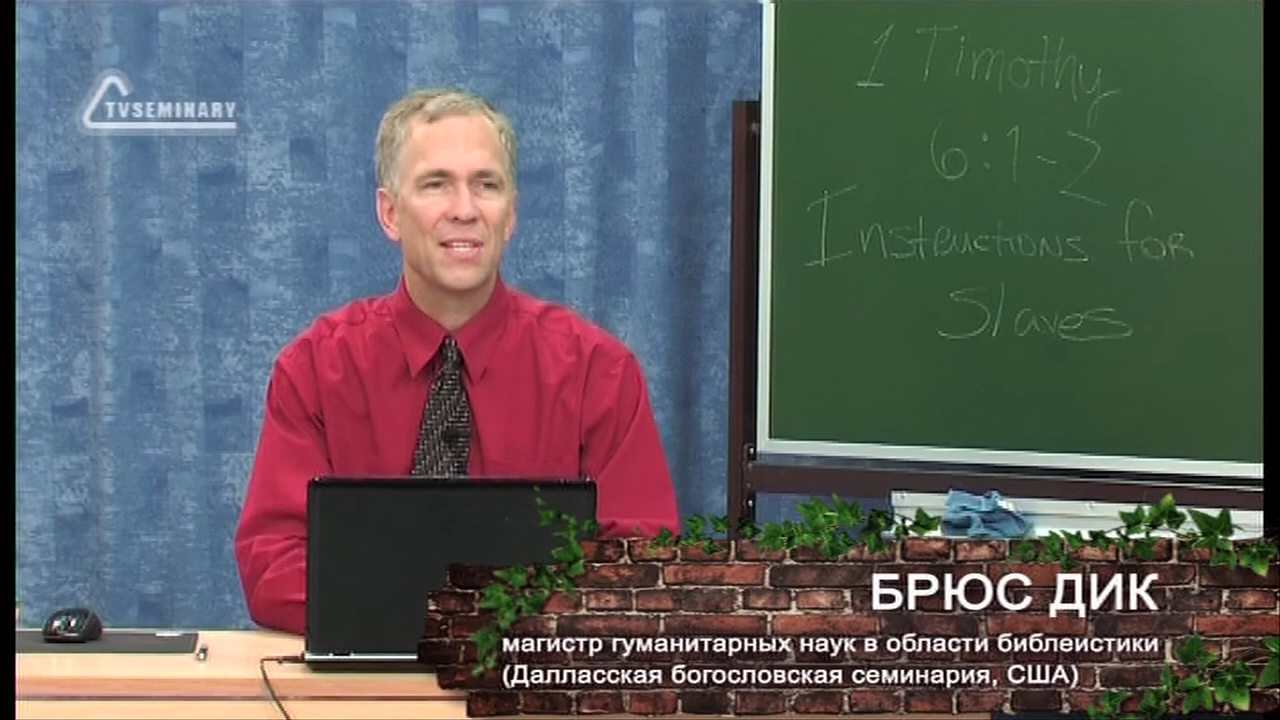 TVSEMINARY
1 Timothy
6:1-2
Instructions for
Slaves
БРЮС ДИК
магистр гуманитарных наук в области библеистики
(Далласская богословская семинария, США)